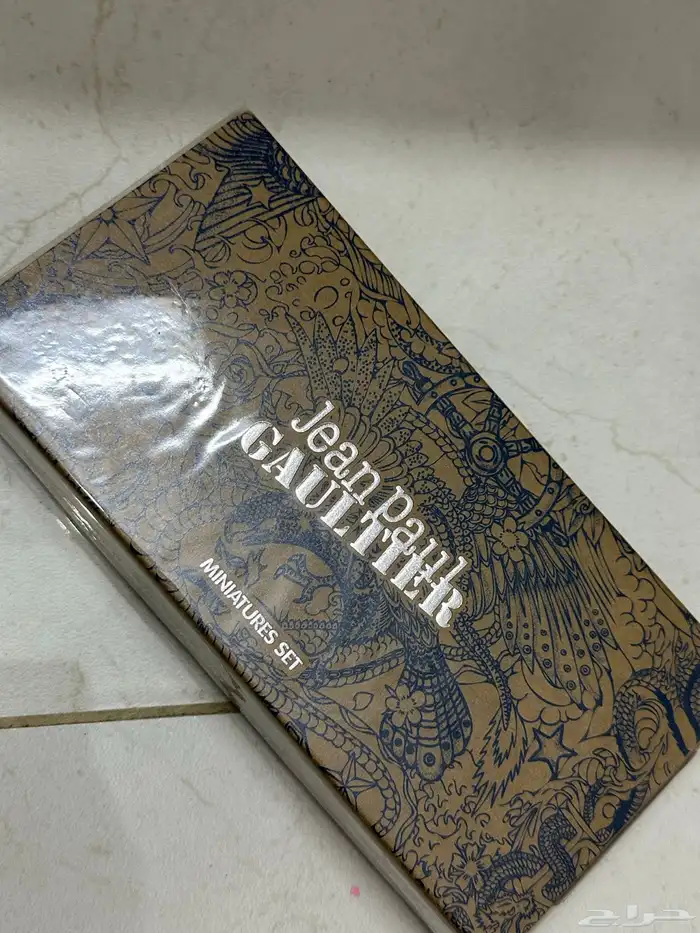 Jean Paul
GAULTIER
MINIATURES SET
حراج